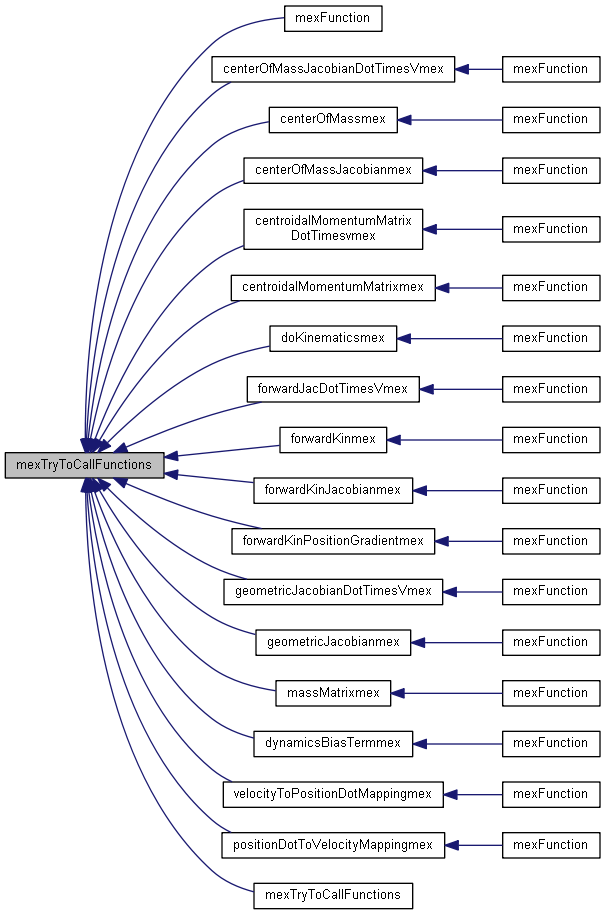 mexFunction
centerOfMassJacobianDotTimesVmex
mexFunction
centerOfMassmex
mexFunction
centerOfMassJacobianmex
mexFunction
centroidalMomentumMatrix
DotTimesvmex
mexFunction
centroidalMomentumMatrixmex
mexFunction
doKinematicsmex
mexFunction
forwardJacDotTimesVmex
mexFunction
forwardKinmex
mexFunction
mexTryToCallFunctions
forwardKinJacobianmex
mexFunction
forwardKinPositionGradientmex
mexFunction
geometricJacobianDotTimesVmex
mexFunction
geometricJacobianmex
mexFunction
massMatrixmex
mexFunction
dynamicsBiasTermmex
mexFunction
velocityToPositionDotMappingmex
mexFunction
positionDotToVelocityMappingmex
mexFunction
mexTryToCallFunctions